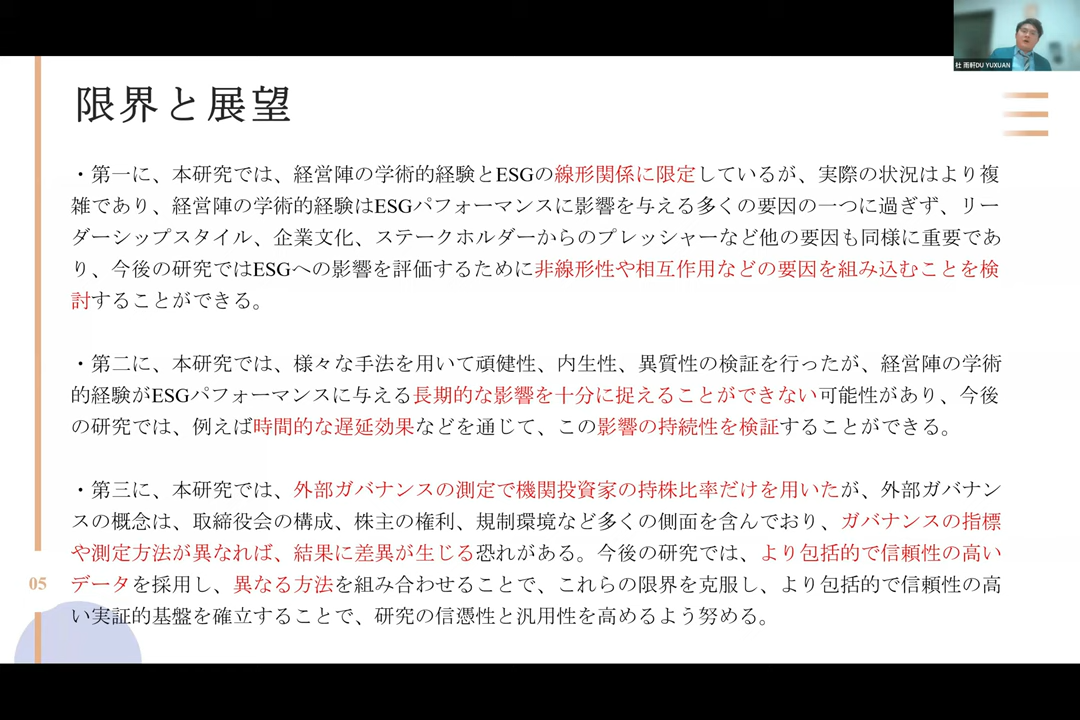 杜 雨軒DU YUXUAN
限界と展望
・第一に、本研究では、経営陣の学術的経験とESGの線形関係に限定しているが、実際の状況はより複
雑であり、経営陣の学術的経験はESGパフォーマンスに影響を与える多くの要因の一つに過ぎず、リー
ダーシップスタイル、企業文化、ステークホルダーからのプレッシャーなど他の要因も同様に重要であ
り、今後の研究ではESGへの影響を評価するために非線形性や相互作用などの要因を組み込むことを検
討することができる。
・第二に、本研究では、様々な手法を用いて頑健性、内生性、異質性の検証を行ったが、経営陣の学術
的経験がESGパフォーマンスに与える長期的な影響を十分に捉えることができない可能性があり、今後
の研究では、例えば時間的な遅延効果などを通じて、この影響の持続性を検証することができる。
・第三に、本研究では、外部ガバナンスの測定で機関投資家の持株比率だけを用いたが、外部ガバナン
スの概念は、取締役会の構成、株主の権利、規制環境など多くの側面を含んでおり、ガバナンスの指標
や測定方法が異なれば、結果に差異が生じる恐れがある。今後の研究では、より包括的で信頼性の高い
データを採用し、異なる方法を組み合わせることで、これらの限界を克服し、より包括的で信頼性の高
い実証的基盤を確立することで、研究の信憑性と汎用性を高めるよう努める。
05